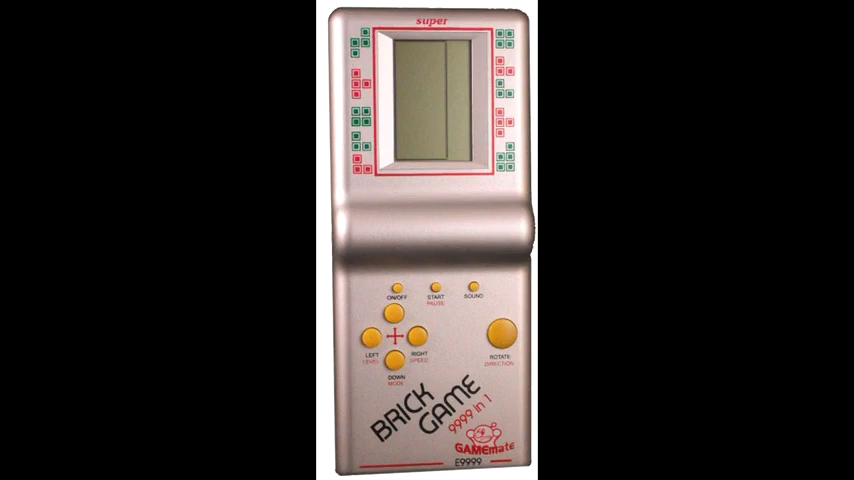 super
ON/OFF
START
PAUSE
SOUND
LEFT
LEVEL
RIGHT
SPEED
DOWN
MODE
ROTATE
DIRECTION
BRICK
GAME
9999 in 1
GAMEmate
E9999